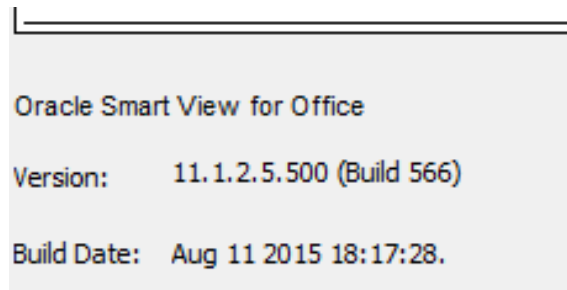 Oracle Smart View for Office
Version: 11.1.2.5.500 (Build 566)
Build Date: Aug 11 2015 18:17:28.